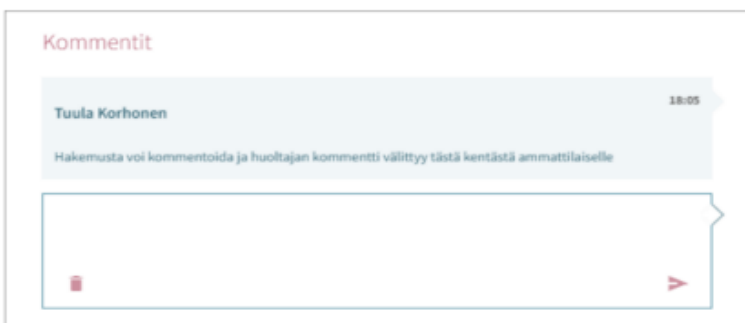 Kommentit
18:05
Tuula Korhonen
Hakemusta voi kommentoida ja huoltajan kommentti välittyy tästä kentästä ammattilaiselle